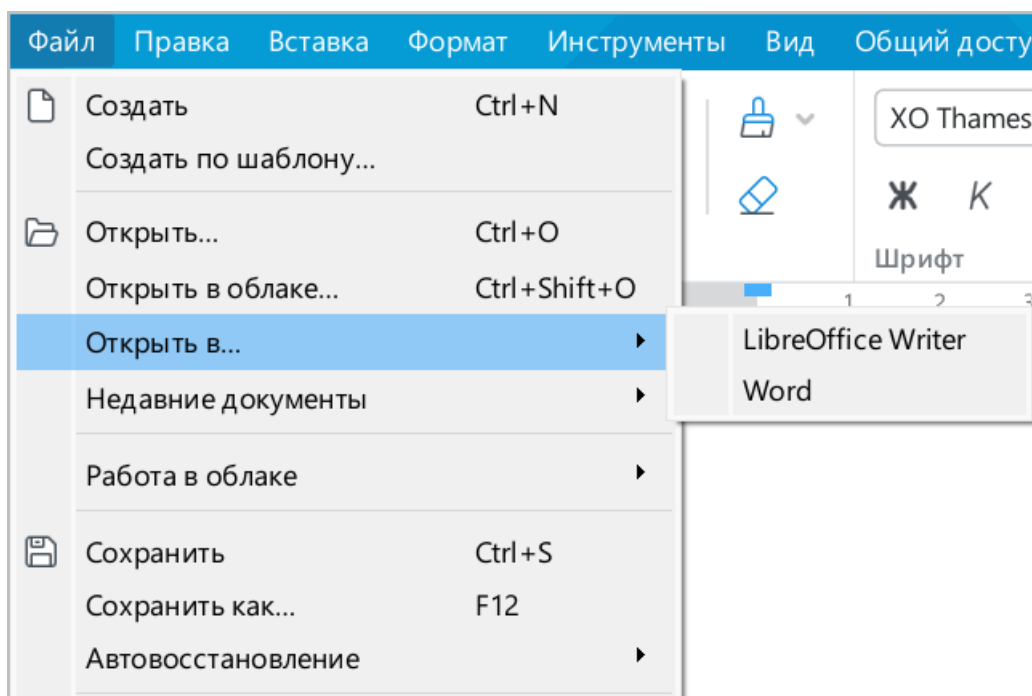 Файл Правка Вставка Формат Инструменты Вид Общий досту
Создать Ctrl+N
XO Thames
Создать по шаблону...
Ж К
Открыть... Ctrl+O
Шрифт
Открыть в облаке... Ctrl+Shift+O
1 2 3
Открыть в...
LibreOffice Writer
Word
Недавние документы
Работа в облаке
Сохранить Ctrl+S
Сохранить как... F12
Автовосстановление